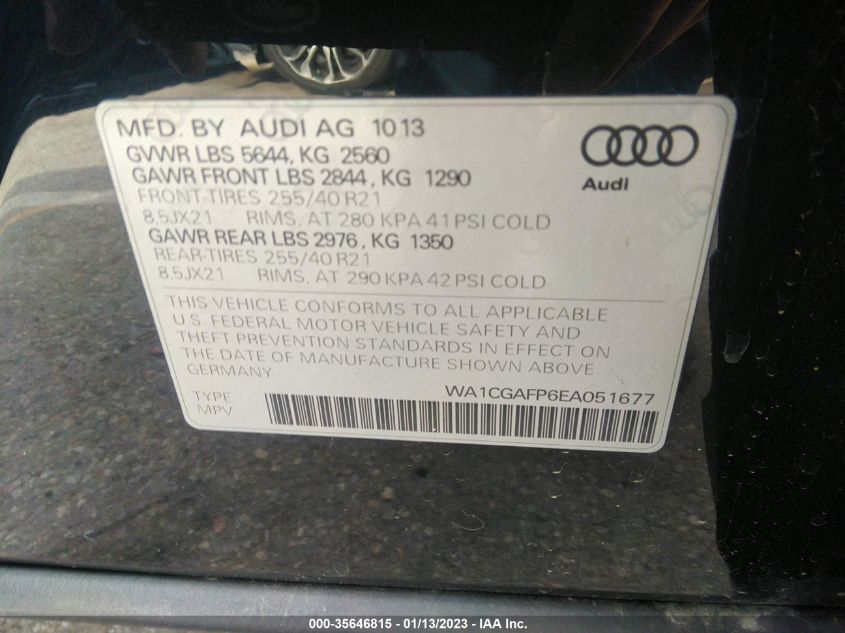 MFD. BY AUDI AG 10 13
GVWR LBS 5644, KG 2560
GAWR FRONT LBS 2844, KG 1290
FRONT-TIRES 255/40 R21
8,5JX21 RIMS, AT 280 KPA 41 PSI COLD
GAWR REAR LBS 2976, KG 1350
REAR-TIRES 255/40 R21
8,5JX21 RIMS, AT 290 KPA 42 PSI COLD
Audi
THIS VEHICLE CONFORMS TO ALL APPLICABLE
U.S. FEDERAL MOTOR VEHICLE SAFETY AND
THEFT PREVENTION STANDARDS IN EFFECT ON
THE DATE OF MANUFACTURE SHOWN ABOVE
GERMANY
WA1CGAFP6EA051677
TYPE
MPV
000-35646815 - 01/13/2023 - IAA Inc.